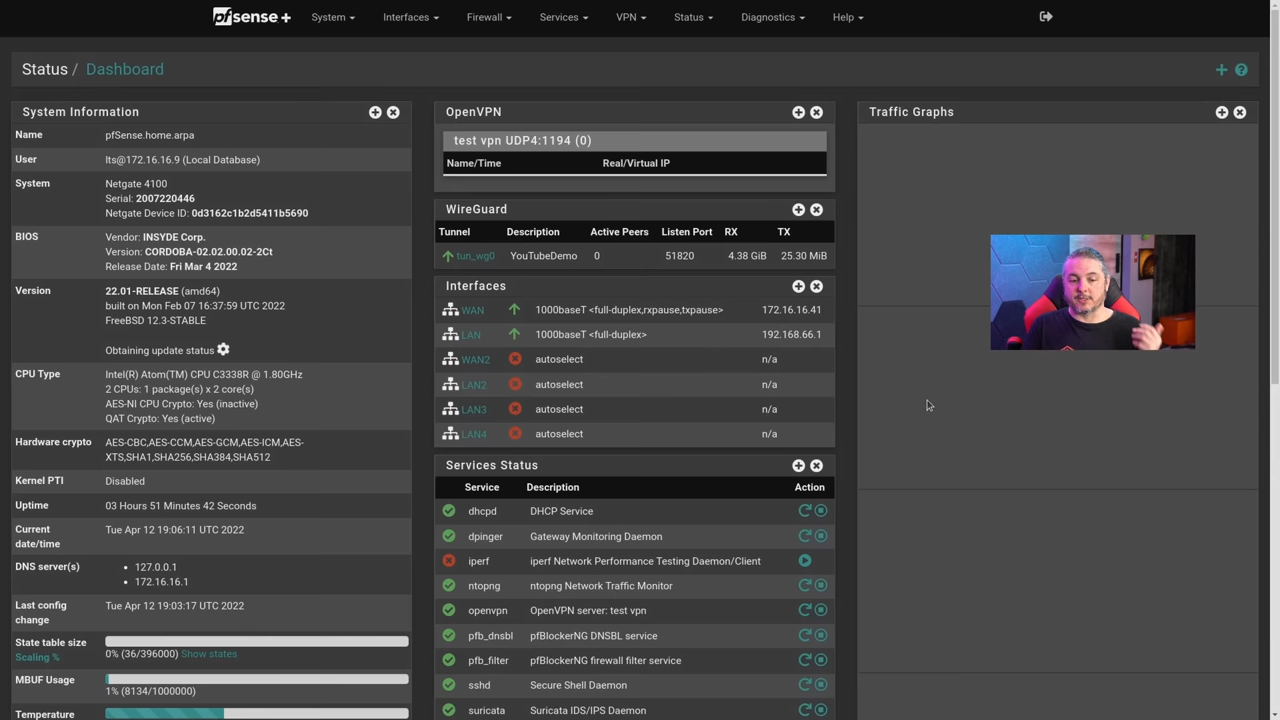 pfsense+ System Interfaces Firewall Services VPN Status Diagnostics Help
Status / Dashboard
System Information
Name pfSense.home.arpa
User lts@172.16.16.9 (Local Database)
System Netgate 4100
Serial: 2007220446
Netgate Device ID: 0d3162c1b2d5411b5690
BIOS Vendor: INSYDE Corp.
Version: CORDOBA-02.02.00.02-2Ct
Release Date: Fri Mar 4 2022
Version 22.01-RELEASE (amd64)
built on Mon Feb 07 16:37:59 UTC 2022
FreeBSD 12.3-STABLE
Obtaining update status
CPU Type Intel(R) Atom(TM) CPU C3338R @ 1.80GHz
2 CPUs: 1 package(s) x 2 core(s)
AES-NI CPU Crypto: Yes (inactive)
QAT Crypto: Yes (active)
Hardware crypto AES-CBC,AES-CCM,AES-GCM,AES-ICM,AES-
XTS,SHA1,SHA256,SHA384,SHA512
Kernel PTI Disabled
Uptime 03 Hours 51 Minutes 42 Seconds
Current Tue Apr 12 19:06:11 UTC 2022
date/time
DNS server(s) • 127.0.0.1
• 172.16.16.1
Last config Tue Apr 12 19:03:17 UTC 2022
change
State table size
Scaling % 0% (36/396000) Show states
MBUF Usage
1% (8134/1000000)
Temperature
OpenVPN
test vpn UDP4:1194 (0)
Name/Time Real/Virtual IP
WireGuard
Tunnel Description Active Peers Listen Port RX TX
tun_wg0 YouTubeDemo 0 51820 4.38 GiB 25.30 MiB
Interfaces
WAN 1000baseT <full-duplex,rxpause,txpause> 172.16.16.41
LAN 1000baseT <full-duplex> 192.168.66.1
WAN2 autoselect n/a
LAN2 autoselect n/a
LAN3 autoselect n/a
LAN4 autoselect n/a
Services Status
Service Description Action
dhcpd DHCP Service
dpinger Gateway Monitoring Daemon
iperf iperf Network Performance Testing Daemon/Client
ntopng ntopng Network Traffic Monitor
openvpn OpenVPN server: test vpn
pfb_dnsbl pfBlockerNG DNSBL service
pfb_filter pfBlockerNG firewall filter service
sshd Secure Shell Daemon
suricata Suricata IDS/IPS Daemon
Traffic Graphs